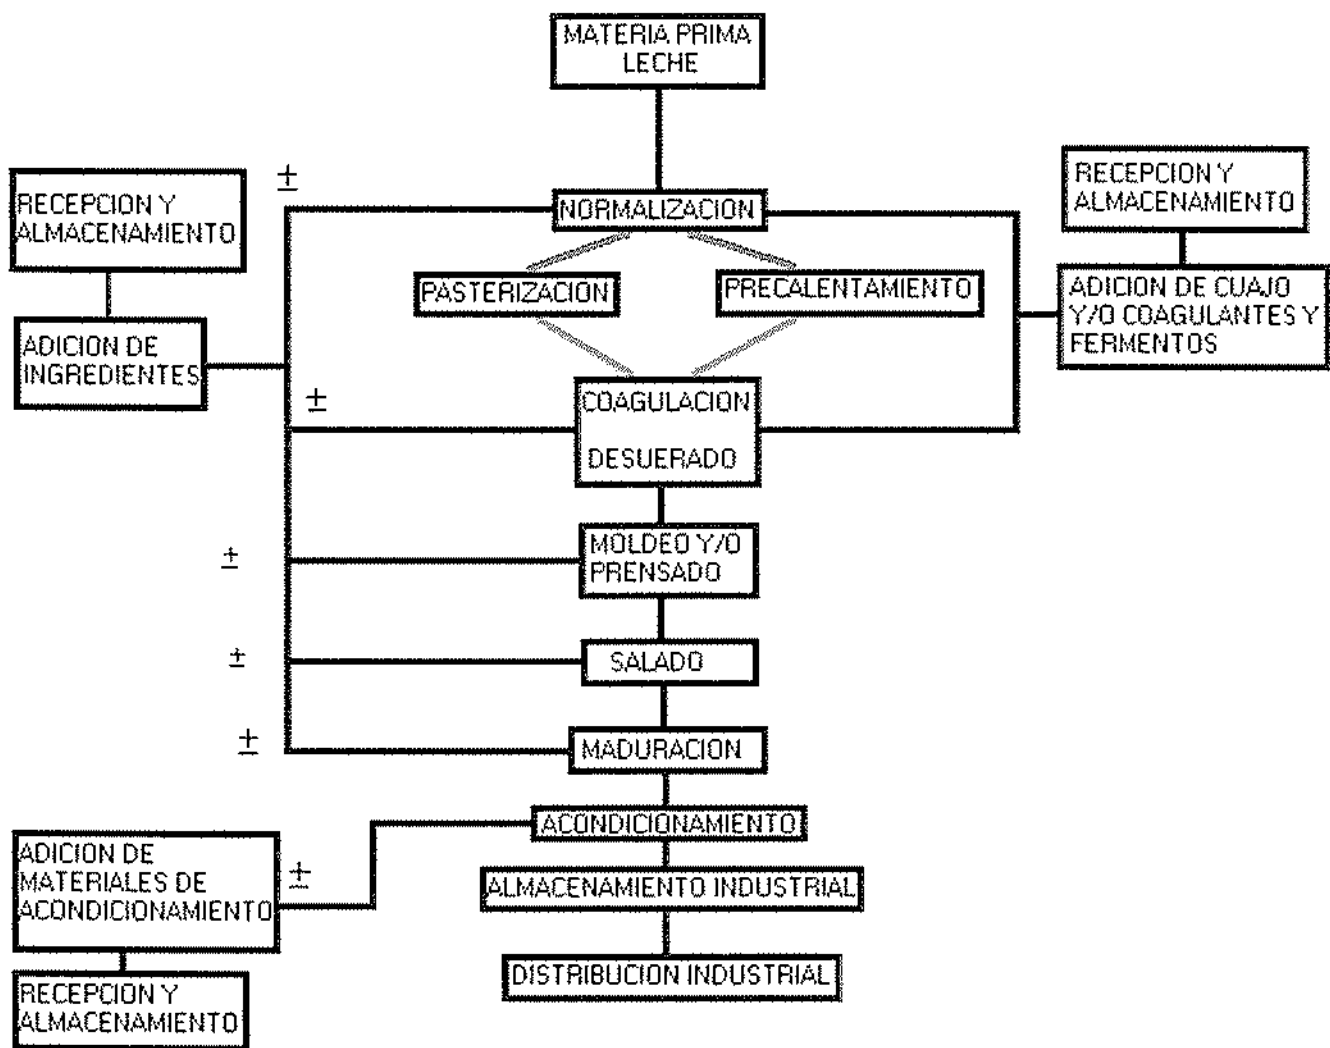 MATERIA PRIMA
LECHE
±
RECEPCION Y
ALMACENAMIENTO
NORMALIZACION
RECEPCION Y
ALMACENAMIENTO
PASTERIZACION
PRECALENTAMIENTO
ADICION DE CUAJO
Y/O COAGULANTES Y
FERMENTOS
ADICION DE
INGREDIENTES
±
COAGULACION
DESUERADO
±
MOLDEO Y/O
PRENSADO
±
SALADO
±
MADURACION
ACONDICIONAMIENTO
ADICION DE
MATERIALES DE
ACONDICIONAMIENTO
±
ALMACENAMIENTO INDUSTRIAL
DISTRIBUCION INDUSTRIAL
RECEPCION Y
ALMACENAMIENTO